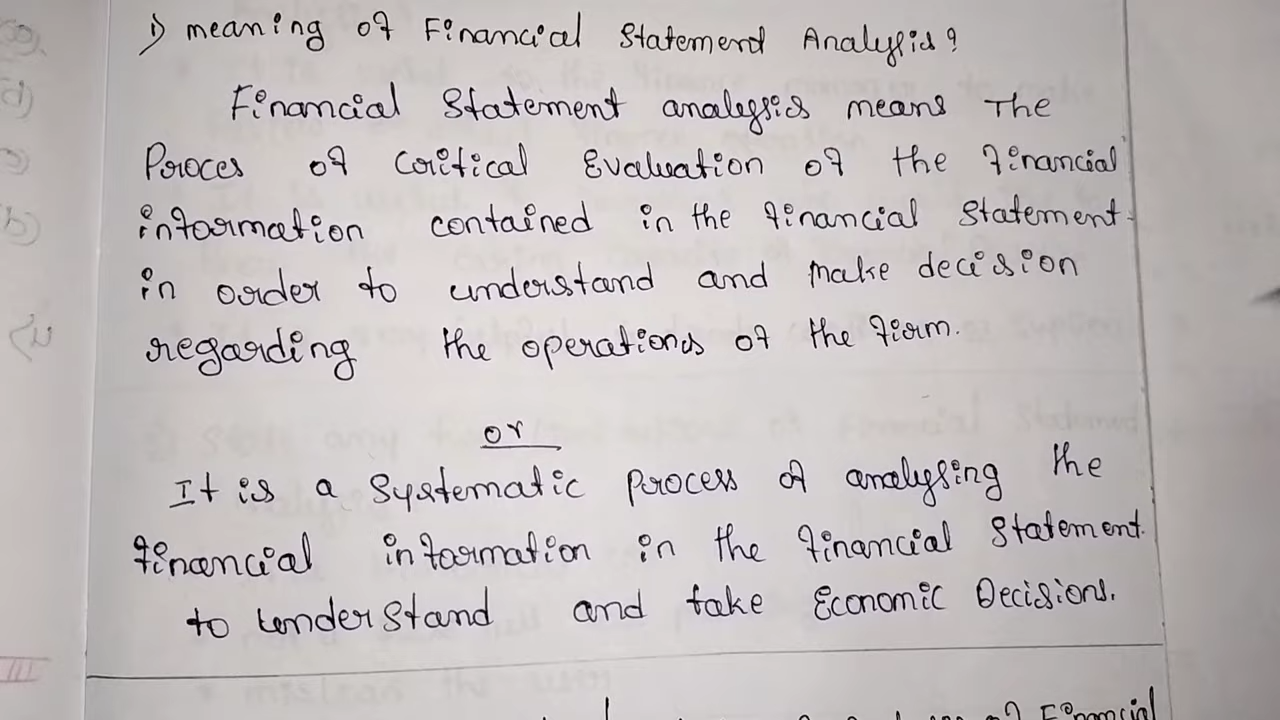 1) meaning of Financial Statement Analysis?
Financial Statement analysis means The
Proces of Critical Evaluation of the financial
information contained in the financial Statement
in order to understand and make decision
regarding the operations of the firm.
or
It is a Systematic process of analysing the
financial information in the financial Statement.
to understand and take Economic Decisions.
of Financial